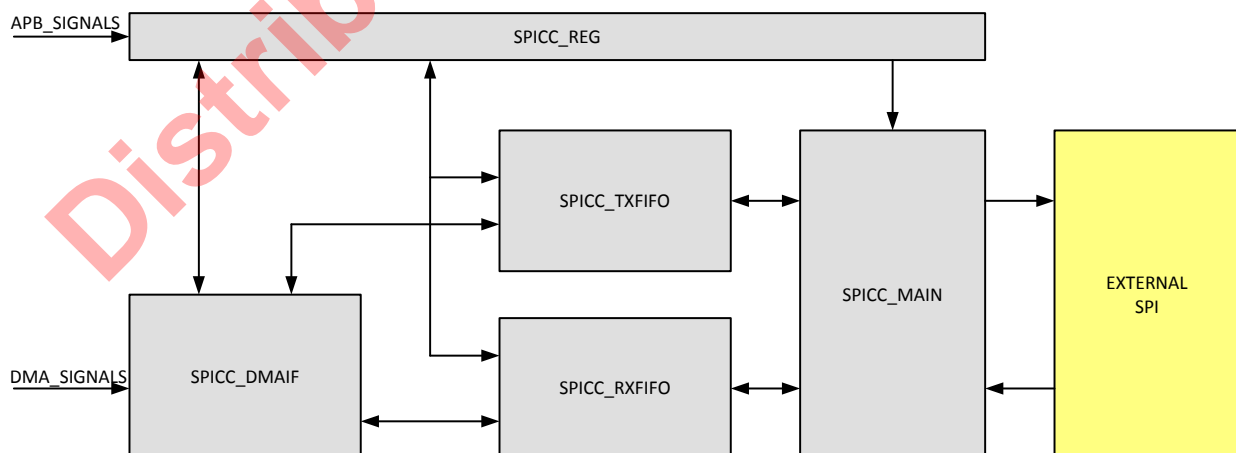 APB_SIGNALS
SPICC_REG
SPICC_TXFIFO
SPICC_MAIN
EXTERNAL
SPI
DMA_SIGNALS
SPICC_DMAIF
SPICC_RXFIFO
Distrib